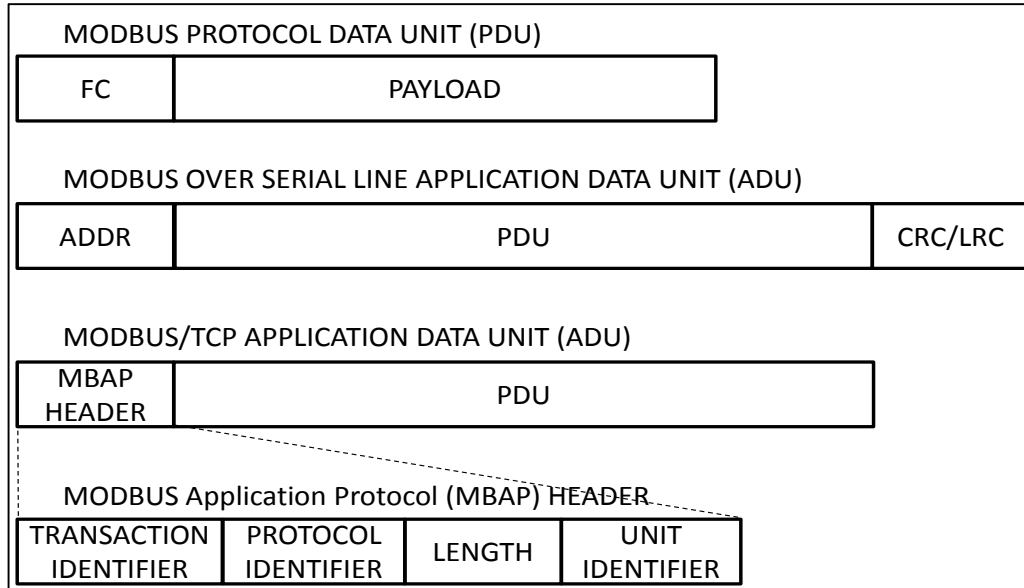 MODBUS PROTOCOL DATA UNIT (PDU)
FC
PAYLOAD
MODBUS OVER SERIAL LINE APPLICATION DATA UNIT (ADU)
ADDR
PDU
CRC/LRC
MODBUS/TCP APPLICATION DATA UNIT (ADU)
MBAP
HEADER
PDU
MODBUS Application Protocol (MBAP) HEADER
TRANSACTION
IDENTIFIER
PROTOCOL
IDENTIFIER
LENGTH
UNIT
IDENTIFIER